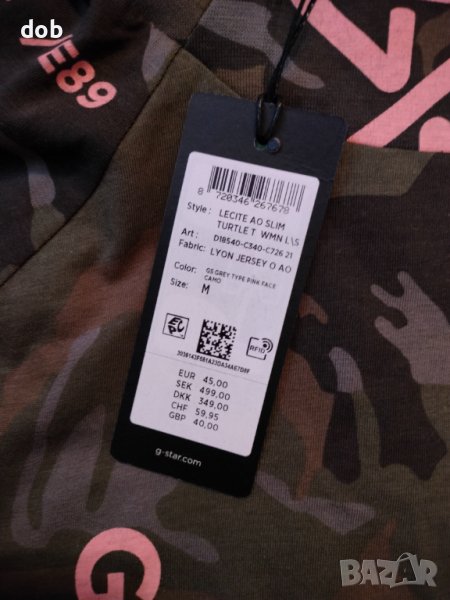 dob
E89
8 720346 267678
Style : LECITE AO SLIM
TURTLE T WMN L\S
Art : D18540-C340-C726 21
Fabric: LYON JERSEY O AO
Color: GS GREY TYPE PINK FACE
CAMO
Size: M
RFID
EUR 45,00
SEK 499,00
DKK 349,00
CHF 59,95
GBP 40,00
g-star.com
G
BAZAR